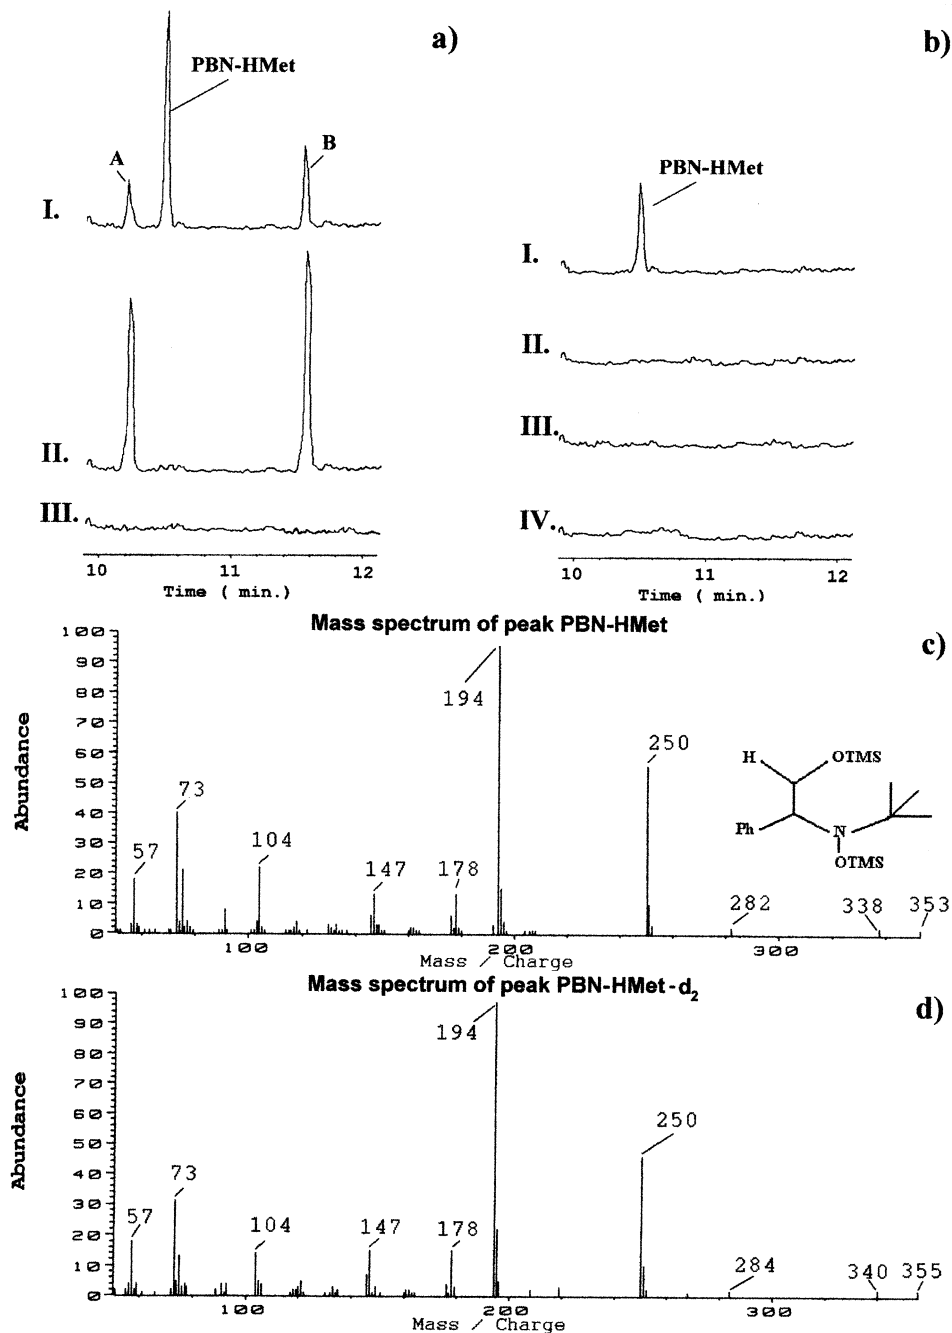 a)
PBN-HMet
A
B
I.
II.
III.
10 11 12
Time ( min.)
b)
PBN-HMet
I.
II.
III.
IV.
10 11 12
Time ( min.)
Mass spectrum of peak PBN-HMet
c)
100
90
80
70
60
50
40
30
20
10
0
Abundance
57
73
104
147
178
194
250
282
338
353
H
OTMS
Ph
N
OTMS
100 200 300
Mass / Charge
Mass spectrum of peak PBN-HMet-d2
d)
100
90
80
70
60
50
40
30
20
10
0
Abundance
57
73
104
147
178
194
250
284
340
355
100 200 300
Mass / Charge